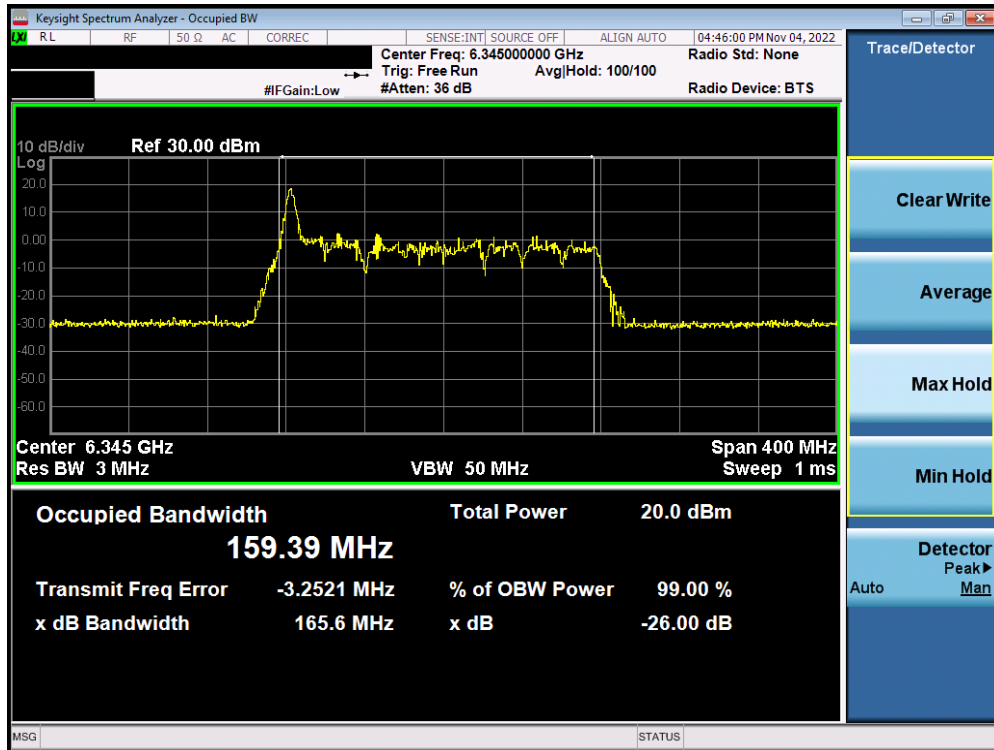 Keysight Spectrum Analyzer - Occupied BW
LXI RL RF 50 Ω AC CORREC SENSE:INT SOURCE OFF ALIGN AUTO 04:46:00 PM Nov 04, 2022
Center Freq: 6.345000000 GHz Radio Std: None
Trig: Free Run Avg|Hold: 100/100
#IFGain:Low #Atten: 36 dB Radio Device: BTS
Trace/Detector
10 dB/div Ref 30.00 dBm
Log
20.0
10.0
0.00
-10.0
-20.0
-30.0
-40.0
-50.0
-60.0
Center 6.345 GHz Span 400 MHz
Res BW 3 MHz VBW 50 MHz Sweep 1 ms
Occupied Bandwidth Total Power 20.0 dBm
159.39 MHz
Transmit Freq Error -3.2521 MHz % of OBW Power 99.00 %
x dB Bandwidth 165.6 MHz x dB -26.00 dB
Clear Write
Average
Max Hold
Min Hold
Detector
Peak▶
Auto Man
MSG STATUS